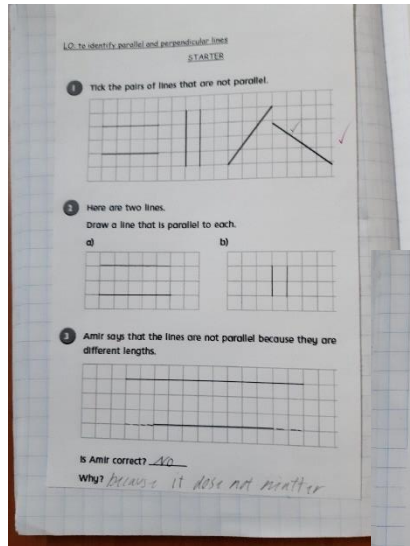 LO: to identify parallel and perpendicular lines
STARTER
1 Tick the pairs of lines that are not parallel.
2 Here are two lines.
Draw a line that is parallel to each.
a) b)
3 Amir says that the lines are not parallel because they are
different lengths.
Is Amir correct? No
Why? because it dose not matter